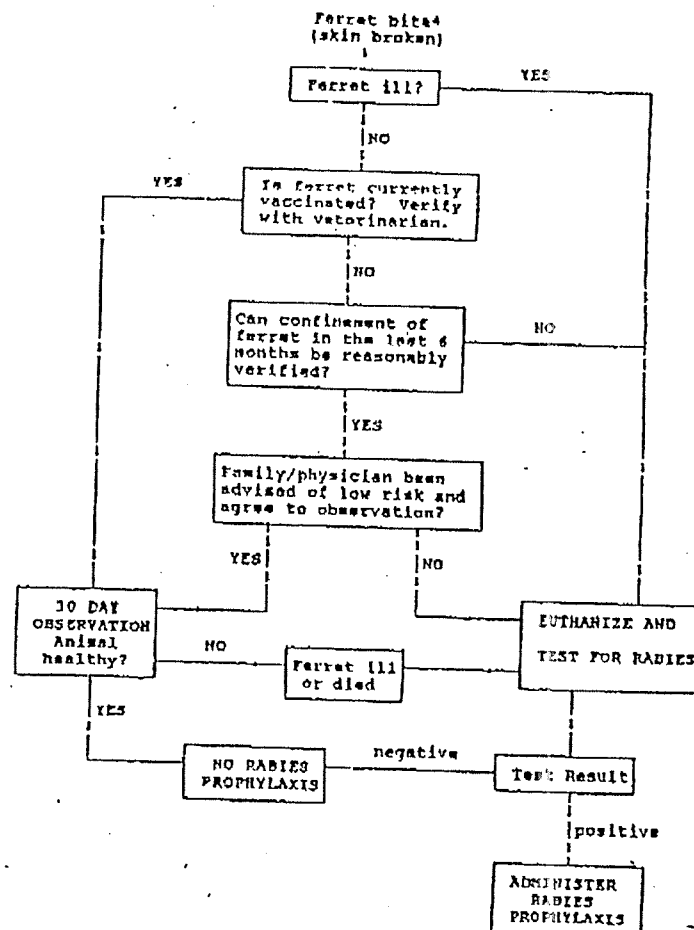 Ferret bite⁴
(skin broken)
Ferret ill?
YES
NO
YES
Is ferret currently
vaccinated? Verify
with veterinarian.
NO
Can confinement of
ferret in the last 6
months be reasonably
verified?
NO
YES
Family/physician been
advised of low risk and
agree to observation?
YES
NO
30 DAY
OBSERVATION
Animal
healthy?
NO
Ferret ill
or died
EUTHANIZE AND
TEST FOR RABIES
YES
NO RABIES
PROPHYLAXIS
negative
Test Result
positive
ADMINISTER
RABIES
PROPHYLAXIS